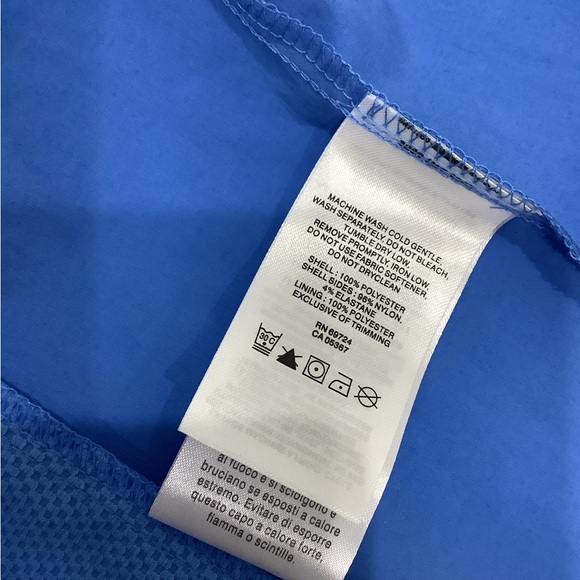 MACHINE WASH COLD GENTLE.
WASH SEPARATELY. DO NOT BLEACH.
TUMBLE DRY LOW.
REMOVE PROMPTLY. IRON LOW.
DO NOT USE FABRIC SOFTENER.
DO NOT DRYCLEAN
SHELL : 100% POLYESTER
SHELL SIDES : 96% NYLON,
4% ELASTANE
LINING : 100% POLYESTER
EXCLUSIVE OF TRIMMING
RN 69724
CA 05367
30 C
al fuoco e si sciolgono e
bruciano se esposti a calore
estremo. Evitare di esporre
questo capo a calore forte,
fiamma o scintille.